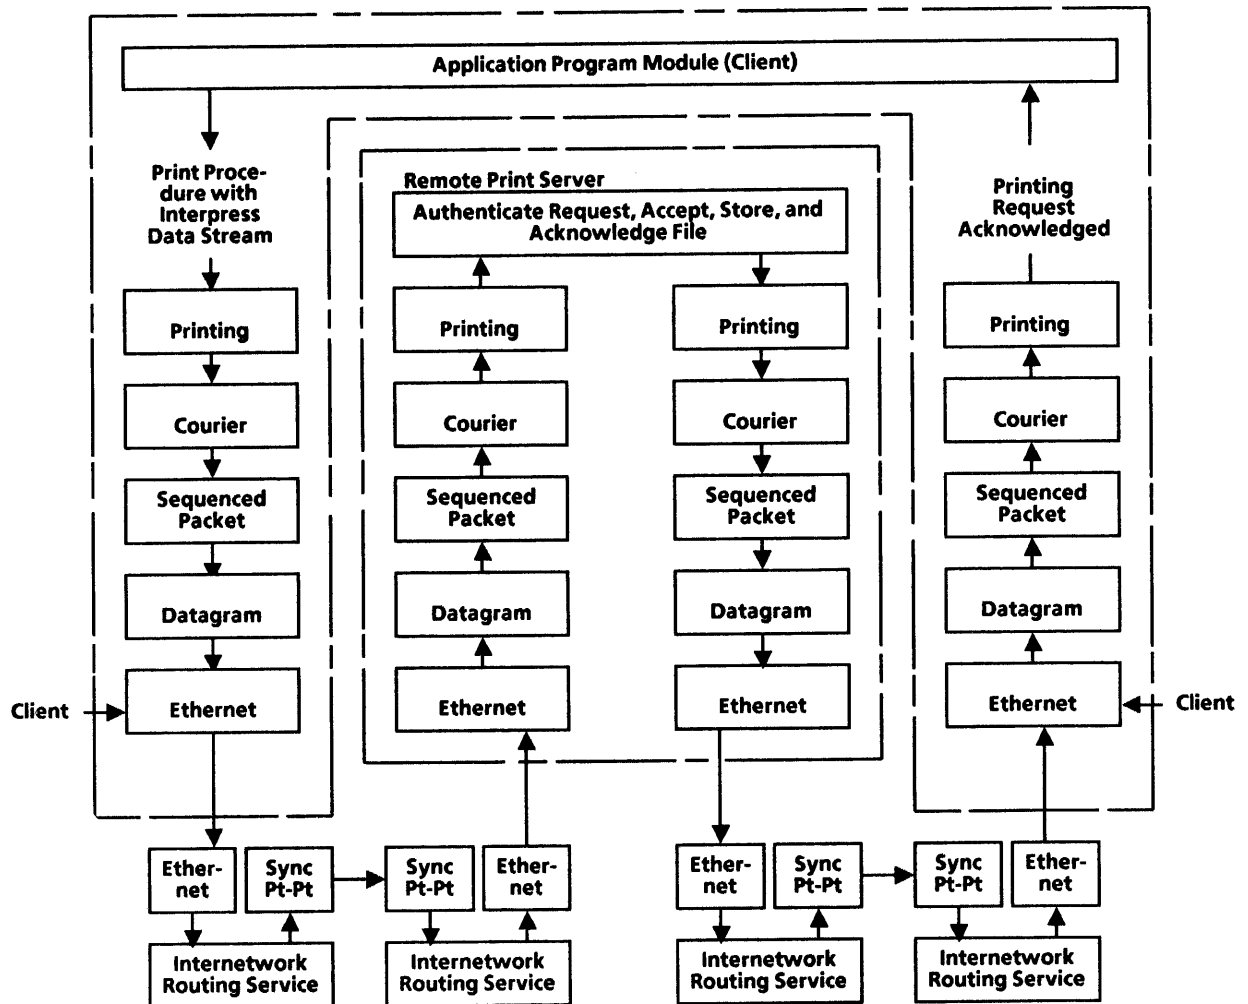 Application Program Module (Client)
Print Proce-
dure with
Interpress
Data Stream
Remote Print Server
Authenticate Request, Accept, Store, and
Acknowledge File
Printing
Request
Acknowledged
Printing
Courier
Sequenced
Packet
Datagram
Ethernet
Client
Printing
Courier
Sequenced
Packet
Datagram
Ethernet
Printing
Courier
Sequenced
Packet
Datagram
Ethernet
Printing
Courier
Sequenced
Packet
Datagram
Ethernet
Client
Ether-
net
Sync
Pt-Pt
Internetwork
Routing Service
Sync
Pt-Pt
Ether-
net
Internetwork
Routing Service
Ether-
net
Sync
Pt-Pt
Internetwork
Routing Service
Sync
Pt-Pt
Ether-
net
Internetwork
Routing Service